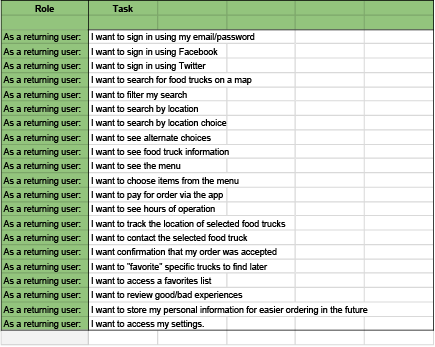 Role Task
As a returning user: I want to sign in using my email/password
As a returning user: I want to sign in using Facebook
As a returning user: I want to sign in using Twitter
As a returning user: I want to search for food trucks on a map
As a returning user: I want to filter my search
As a returning user: I want to search by location
As a returning user: I want to search by location choice
As a returning user: I want to see alternate choices
As a returning user: I want to see food truck information
As a returning user: I want to see the menu
As a returning user: I want to choose items from the menu
As a returning user: I want to pay for order via the app
As a returning user: I want to see hours of operation
As a returning user: I want to track the location of selected food trucks
As a returning user: I want to contact the selected food truck
As a returning user: I want confirmation that my order was accepted
As a returning user: I want to "favorite" specific trucks to find later
As a returning user: I want to access a favorites list
As a returning user: I want to review good/bad experiences
As a returning user: I want to store my personal information for easier ordering in the future
As a returning user: I want to access my settings.